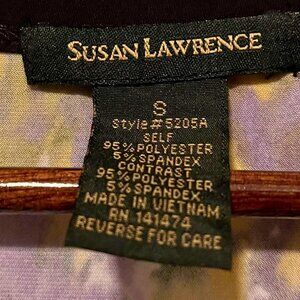 SUSAN LAWRENCE
S
Style# 5205A
SELF
95% POLYESTER
5% SPANDEX
CONTRAST
95% POLYESTER
5% SPANDEX
MADE IN VIETNAM
RN 141474
REVERSE FOR CARE